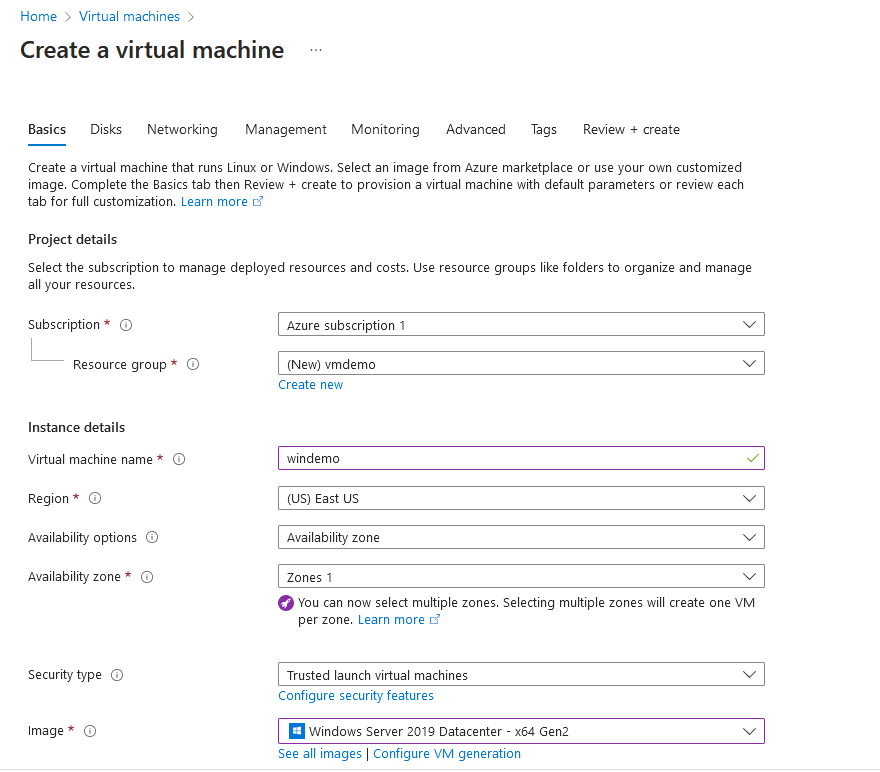 Home > Virtual machines >
Create a virtual machine ...
Basics Disks Networking Management Monitoring Advanced Tags Review + create
Create a virtual machine that runs Linux or Windows. Select an image from Azure marketplace or use your own customized
image. Complete the Basics tab then Review + create to provision a virtual machine with default parameters or review each
tab for full customization. Learn more
Project details
Select the subscription to manage deployed resources and costs. Use resource groups like folders to organize and manage
all your resources.
Subscription * Azure subscription 1
Resource group * (New) vmdemo
Create new
Instance details
Virtual machine name * windemo
Region * (US) East US
Availability options Availability zone
Availability zone * Zones 1
You can now select multiple zones. Selecting multiple zones will create one VM
per zone. Learn more
Security type Trusted launch virtual machines
Configure security features
Image * Windows Server 2019 Datacenter - x64 Gen2
See all images | Configure VM generation